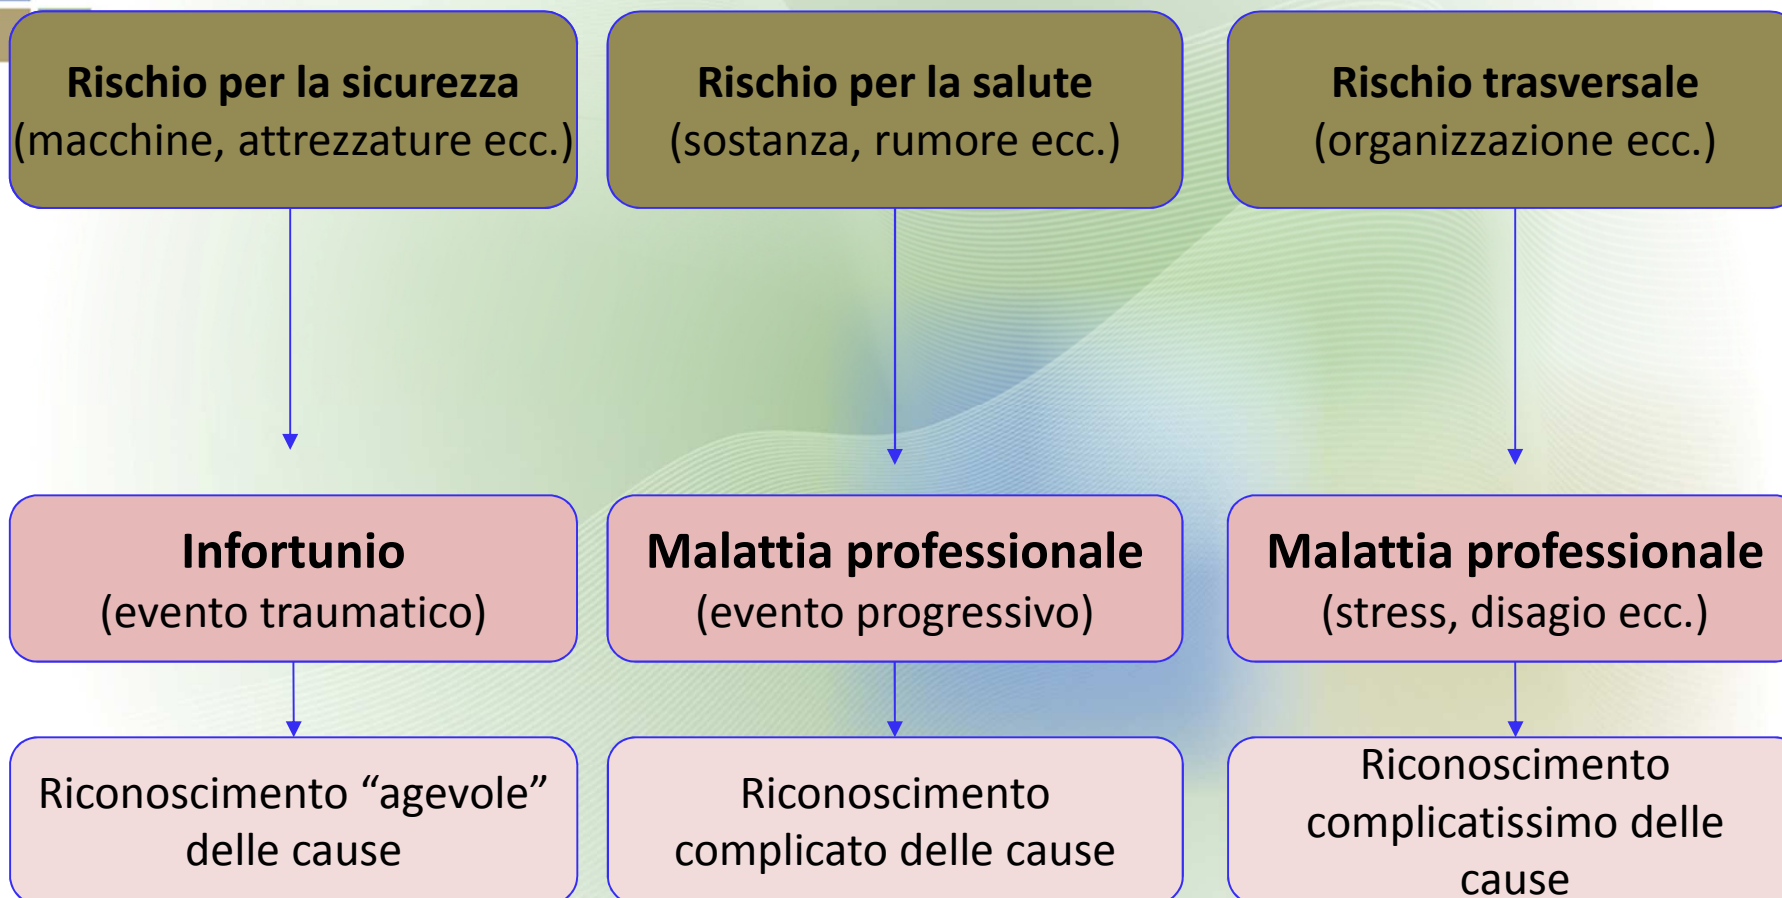 Rischio per la sicurezza
(macchine, attrezzature ecc.)
Rischio per la salute
(sostanza, rumore ecc.)
Rischio trasversale
(organizzazione ecc.)
Infortunio
(evento traumatico)
Malattia professionale
(evento progressivo)
Malattia professionale
(stress, disagio ecc.)
Riconoscimento “agevole”
delle cause
Riconoscimento
complicato delle cause
Riconoscimento
complicatissimo delle
cause